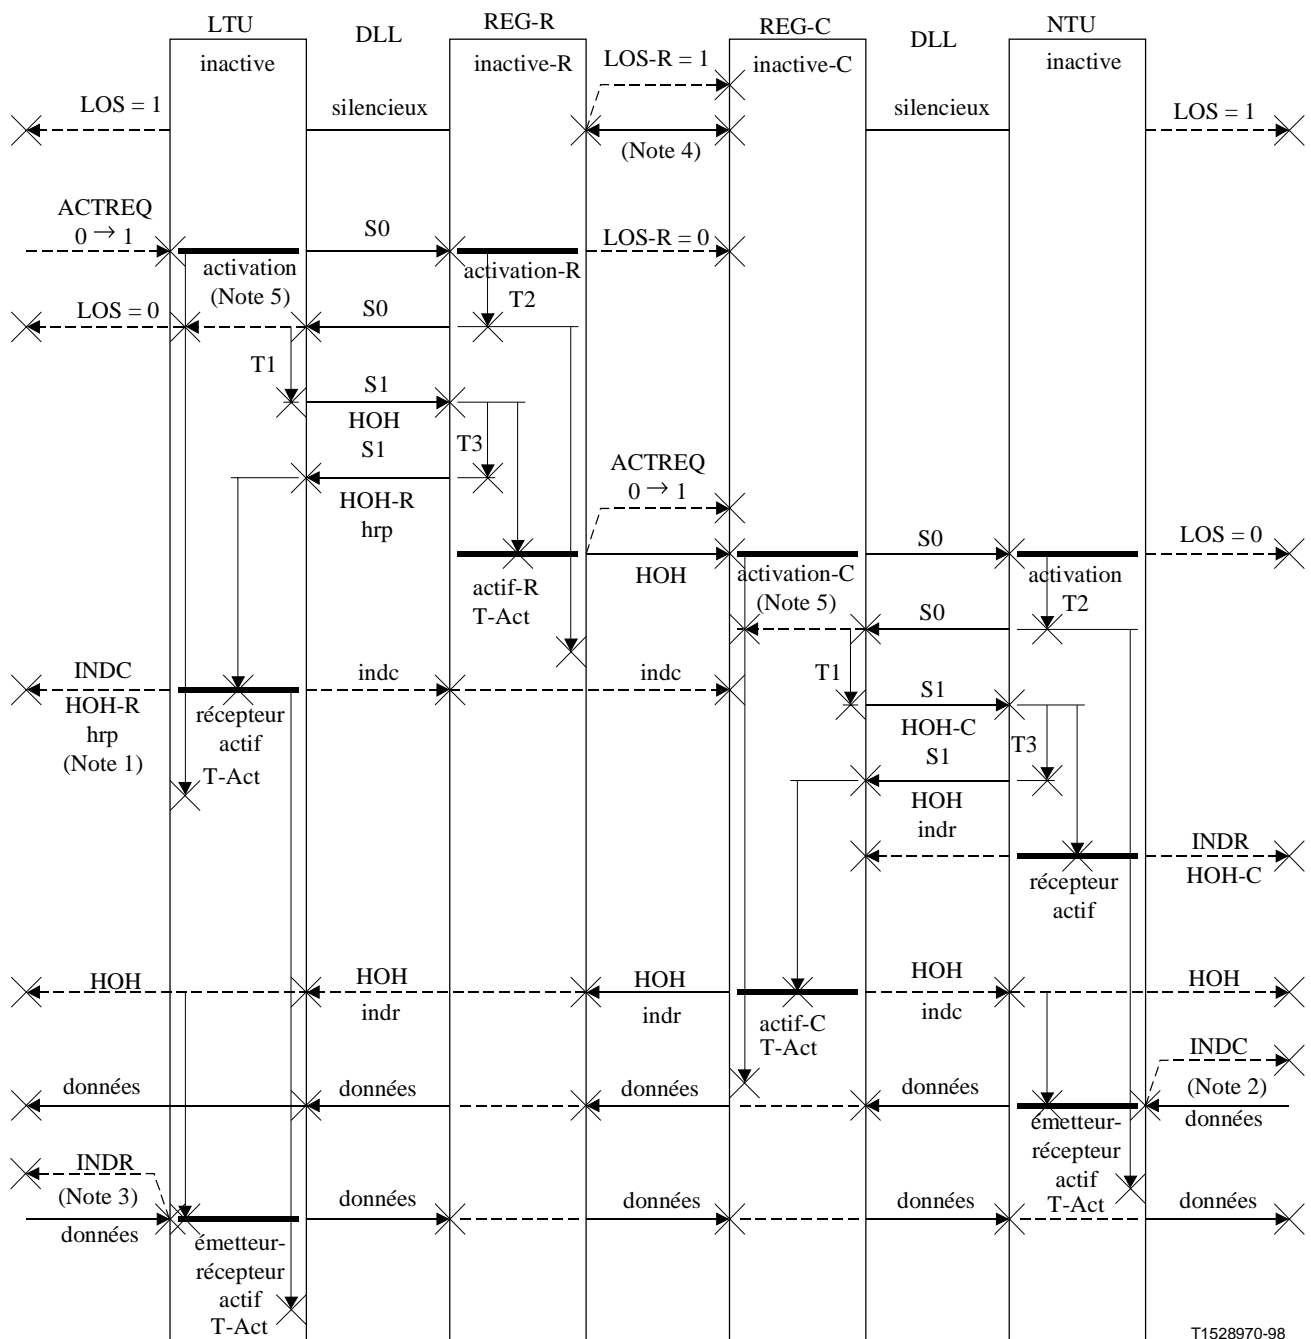 LTU DLL REG-R REG-C DLL NTU
inactive inactive-R LOS-R = 1 inactive-C inactive
LOS = 1 silencieux silencieux LOS = 1
(Note 4)
ACTREQ
0 → 1 S0 LOS-R = 0
activation activation-R
(Note 5) T2
LOS = 0 S0
T1
S1
HOH
S1 T3
HOH-R
hrp
ACTREQ
0 → 1
S0 LOS = 0
HOH
actif-R activation-C activation
T-Act (Note 5) T2
S0
INDC indc indc T1
HOH-R récepteur S1
hrp actif HOH-C
(Note 1) S1 T3
T-Act
HOH
indr
INDR
récepteur HOH-C
actif
HOH HOH HOH HOH HOH
indr indr actif-C indc
T-Act
INDC
données données données données (Note 2)
données
émetteur-
récepteur
actif
T-Act
INDR
(Note 3) données données données données
données
émetteur-
récepteur
actif
T-Act
T1528970-98